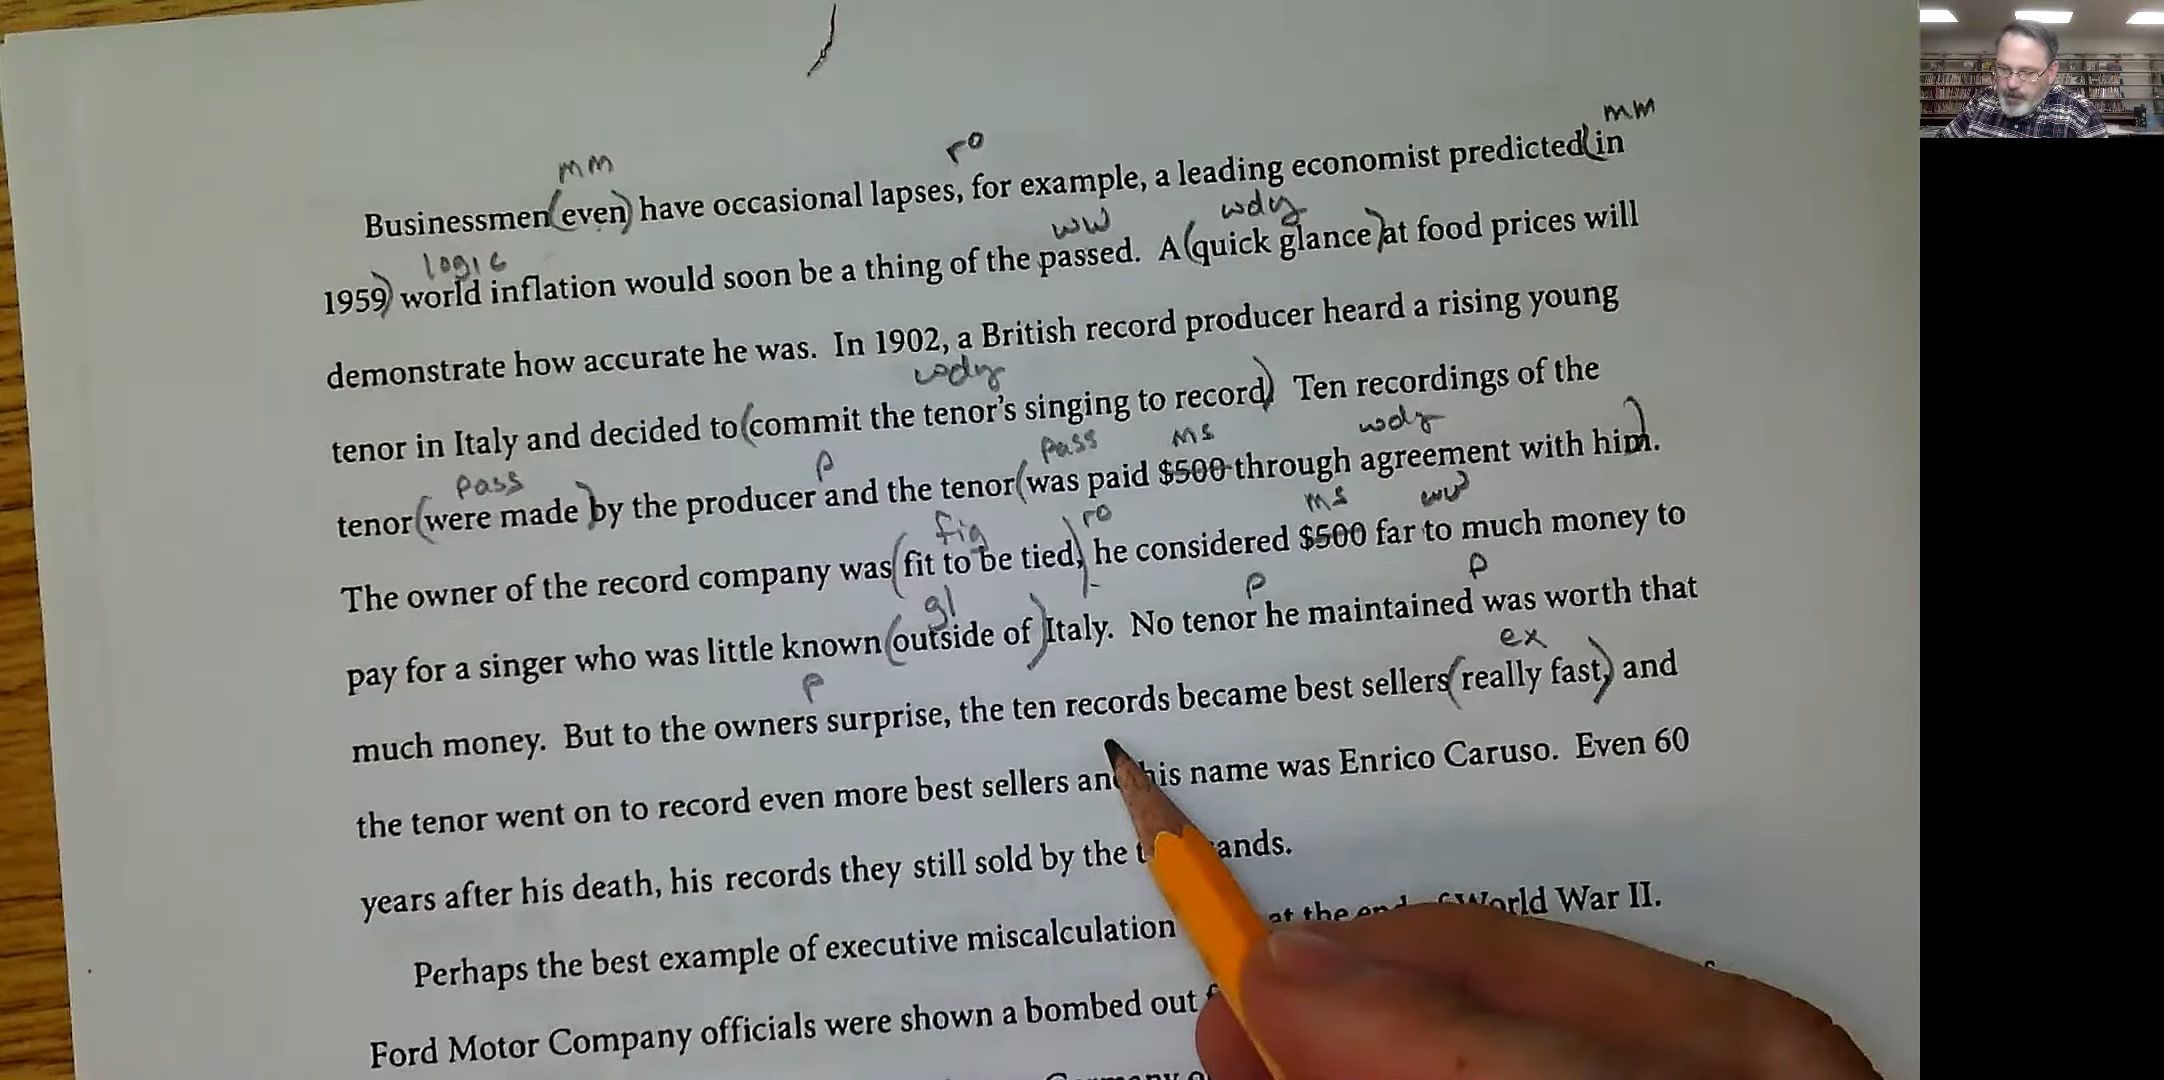 mm
ro
mm
Businessmen (even) have occasional lapses, for example, a leading economist predicted (in
logic
ww
wdy
1959) world inflation would soon be a thing of the passed. A (quick glance) at food prices will
demonstrate how accurate he was. In 1902, a British record producer heard a rising young
wdy
tenor in Italy and decided to (commit the tenor's singing to record) Ten recordings of the
pass
p
pass
ms
wdy
tenor (were made) by the producer and the tenor (was paid $500 through agreement with him).
fig
ro
ms
ww
The owner of the record company was (fit to be tied,) he considered $500 far to much money to
gl
p
p
pay for a singer who was little known (outside of) Italy. No tenor he maintained was worth that
p
ex
much money. But to the owners surprise, the ten records became best sellers (really fast,) and
the tenor went on to record even more best sellers and his name was Enrico Caruso. Even 60
years after his death, his records they still sold by the
Perhaps the best example of executive miscalculation at the end of World War II.
Ford Motor Company officials were shown a bombed out
Germany